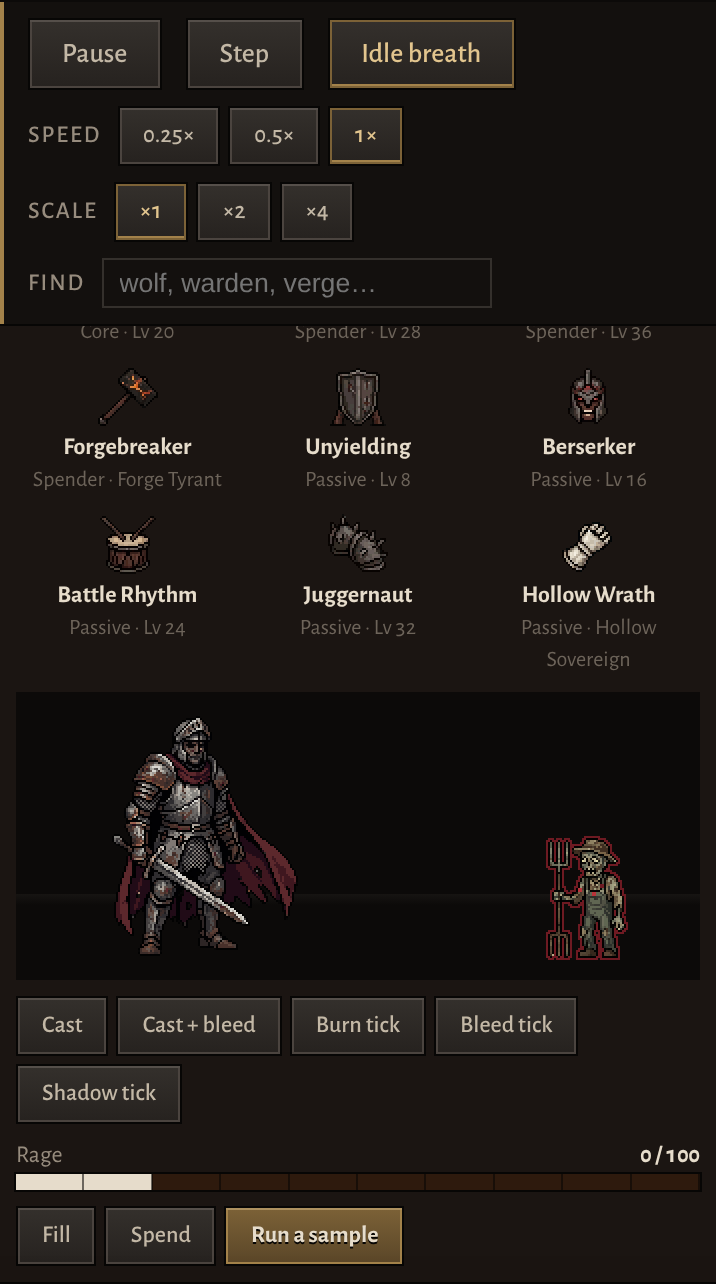 Pause Step Idle breath
SPEED 0.25× 0.5× 1×
SCALE ×1 ×2 ×4
FIND wolf, warden, verge…
Core · Lv 20 Spender · Lv 28 Spender · Lv 36
Forgebreaker Unyielding Berserker
Spender · Forge Tyrant Passive · Lv 8 Passive · Lv 16
Battle Rhythm Juggernaut Hollow Wrath
Passive · Lv 24 Passive · Lv 32 Passive · Hollow
Sovereign
Cast Cast + bleed Burn tick Bleed tick
Shadow tick
Rage 0 / 100
Fill Spend Run a sample